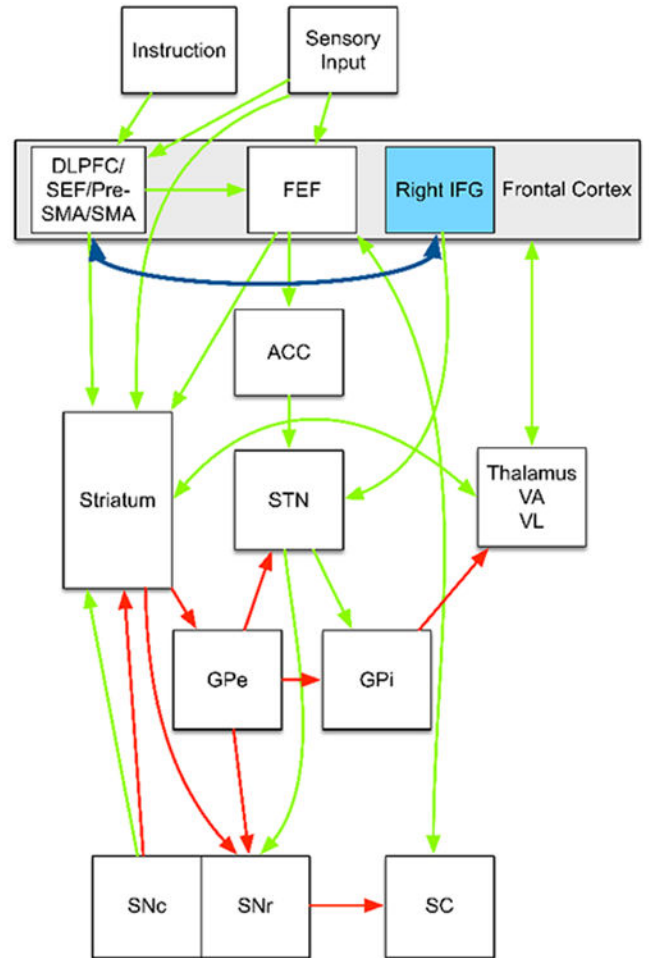 Instruction
Sensory
Input
DLPFC/
SEF/Pre-
SMA/SMA
FEF
Right IFG
Frontal Cortex
ACC
Striatum
STN
Thalamus
VA
VL
GPe
GPi
SNc
SNr
SC